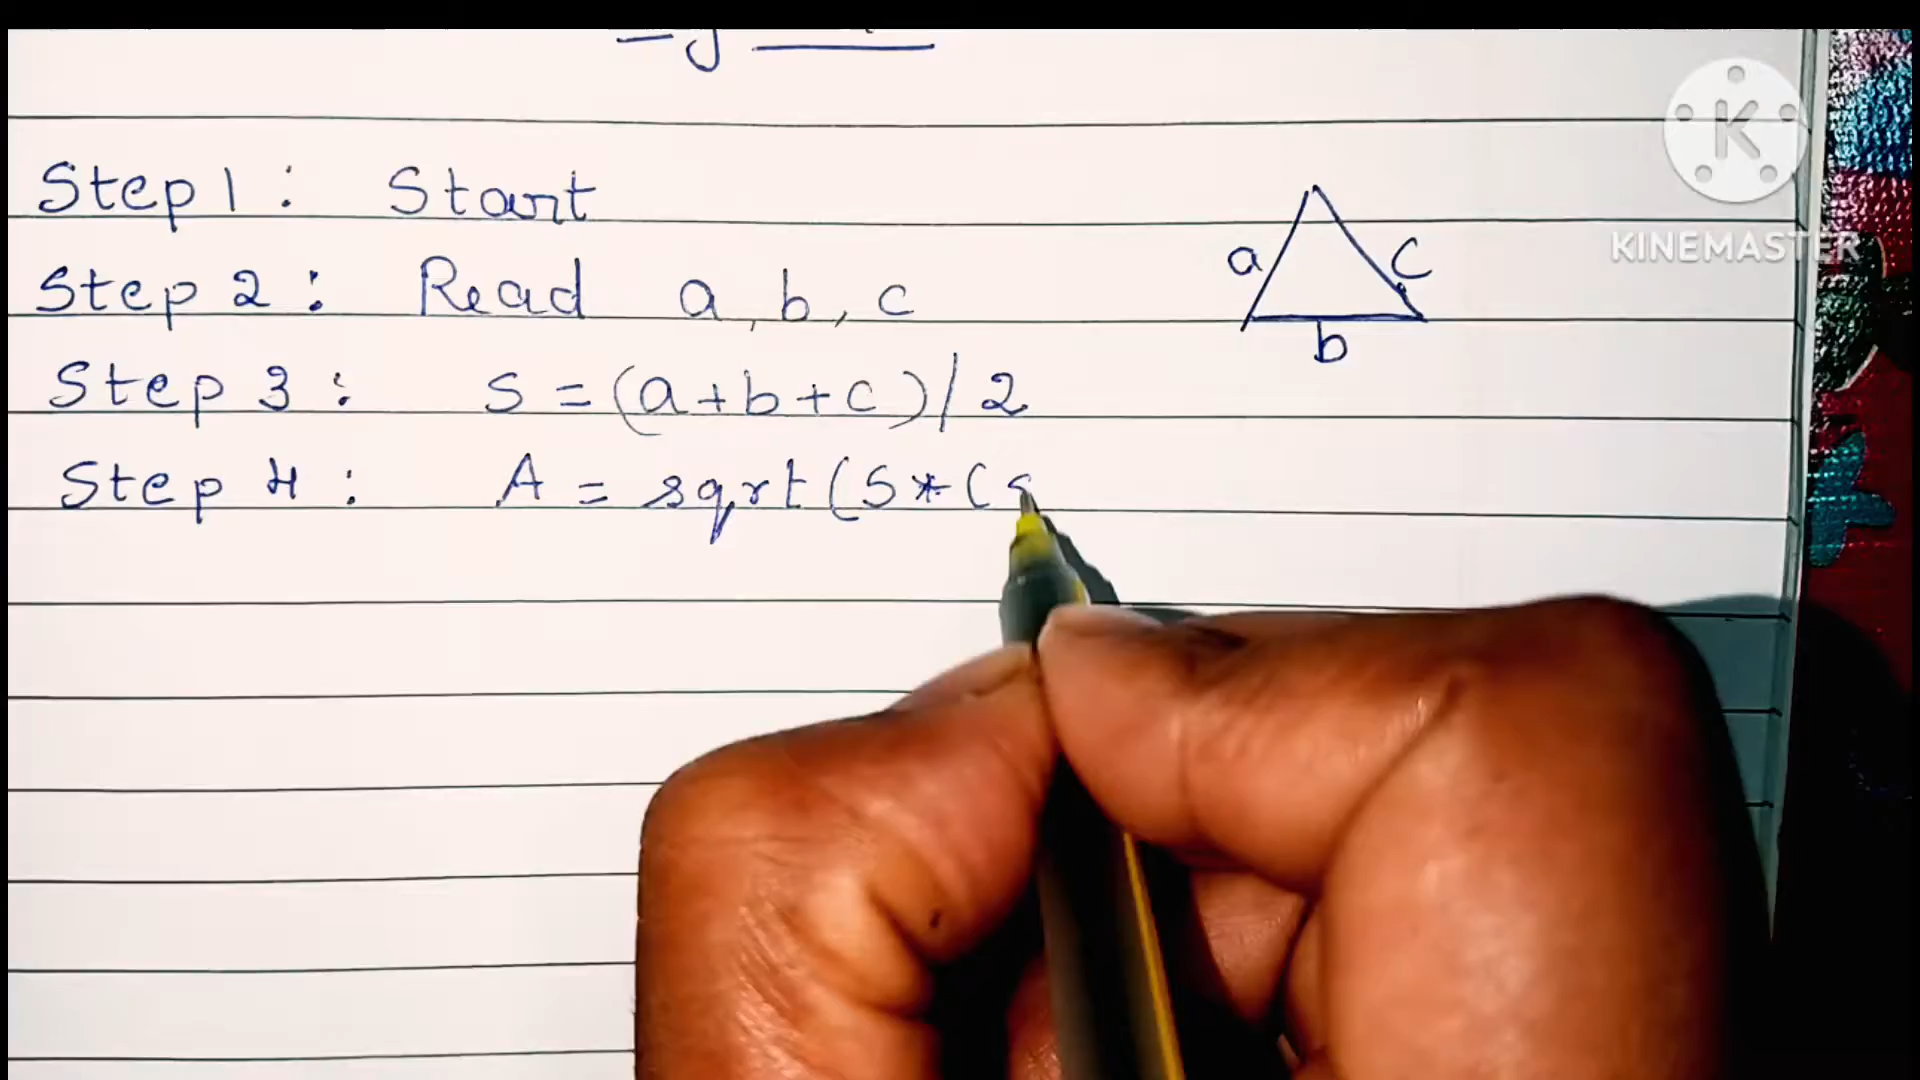 Step 1 : Start
Step 2 : Read a, b, c
Step 3 : S = (a+b+c)/2
Step 4 : A = sqrt(S*(s
a
c
b
K
KINEMASTER